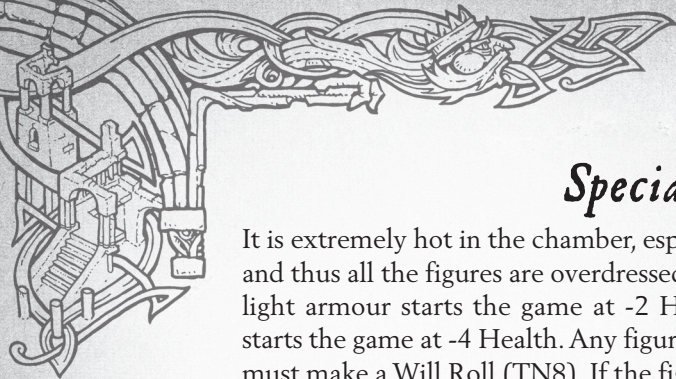 Specia
It is extremely hot in the chamber, esp
and thus all the figures are overdressed
light armour starts the game at -2 H
starts the game at -4 Health. Any figur
must make a Will Roll (TN8). If the fi